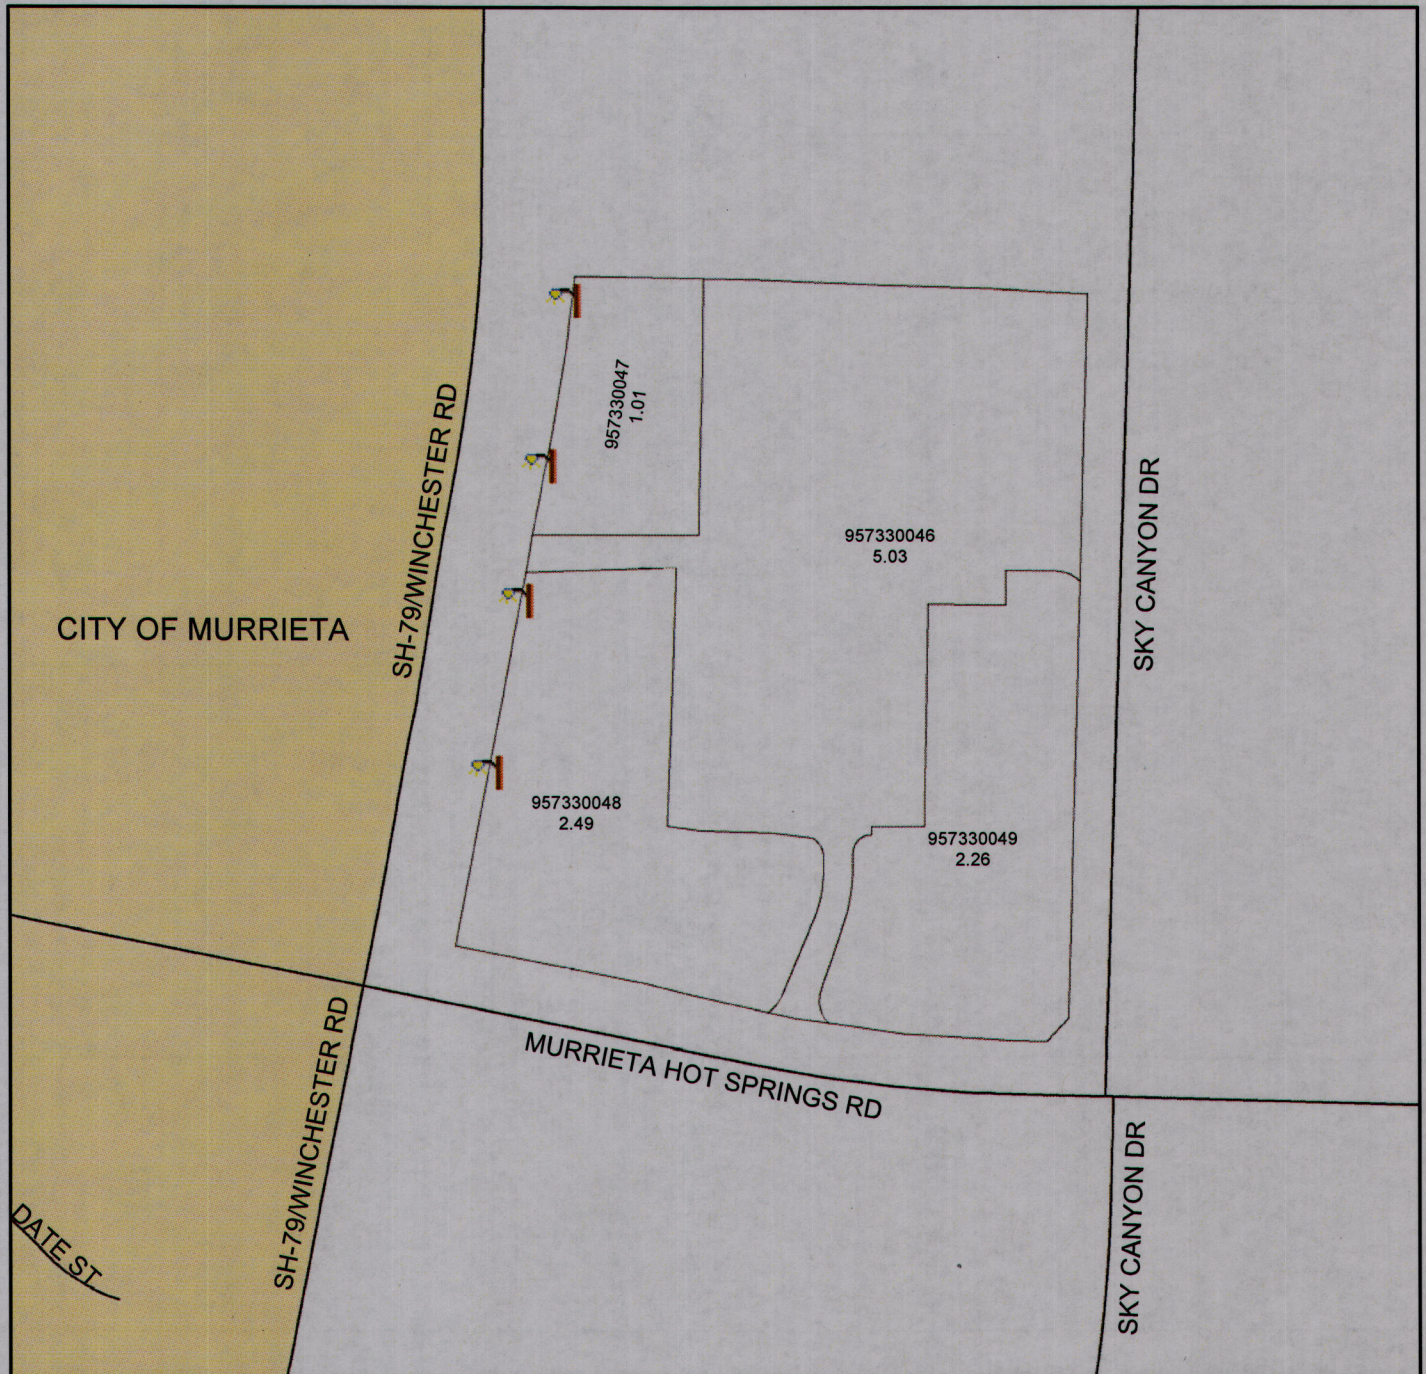 957330047
1.01
SH-79/WINCHESTER RD
957330046
5.03
SKY CANYON DR
CITY OF MURRIETA
957330048
2.49
957330049
2.26
MURRIETA HOT SPRINGS RD
SH-79/WINCHESTER RD
SKY CANYON DR
DATE ST